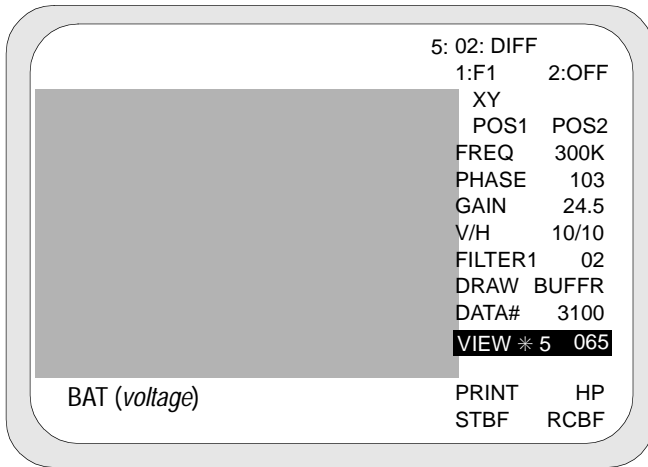 5: 02: DIFF
1:F1 2:OFF
XY
POS1 POS2
FREQ 300K
PHASE 103
GAIN 24.5
V/H 10/10
FILTER1 02
DRAW BUFFR
DATA# 3100
VIEW ✳ 5 065
BAT (voltage) PRINT HP
STBF RCBF